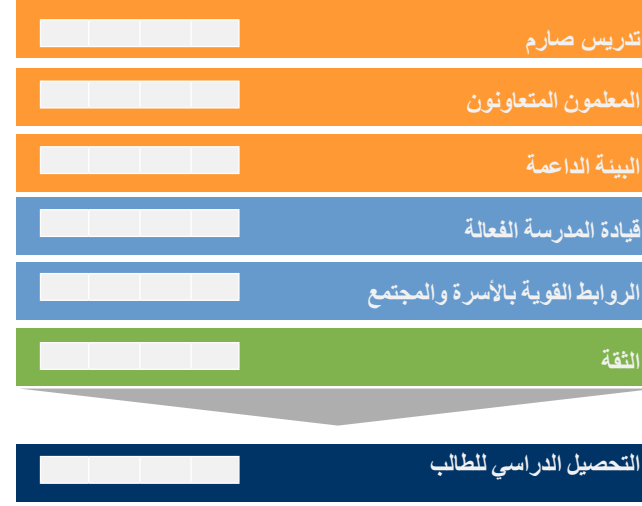 تدريس صارم
المعلمون المتعاونون
البيئة الداعمة
قيادة المدرسة الفعالة
الروابط القوية بالأسرة والمجتمع
الثقة
التحصيل الدراسي للطالب